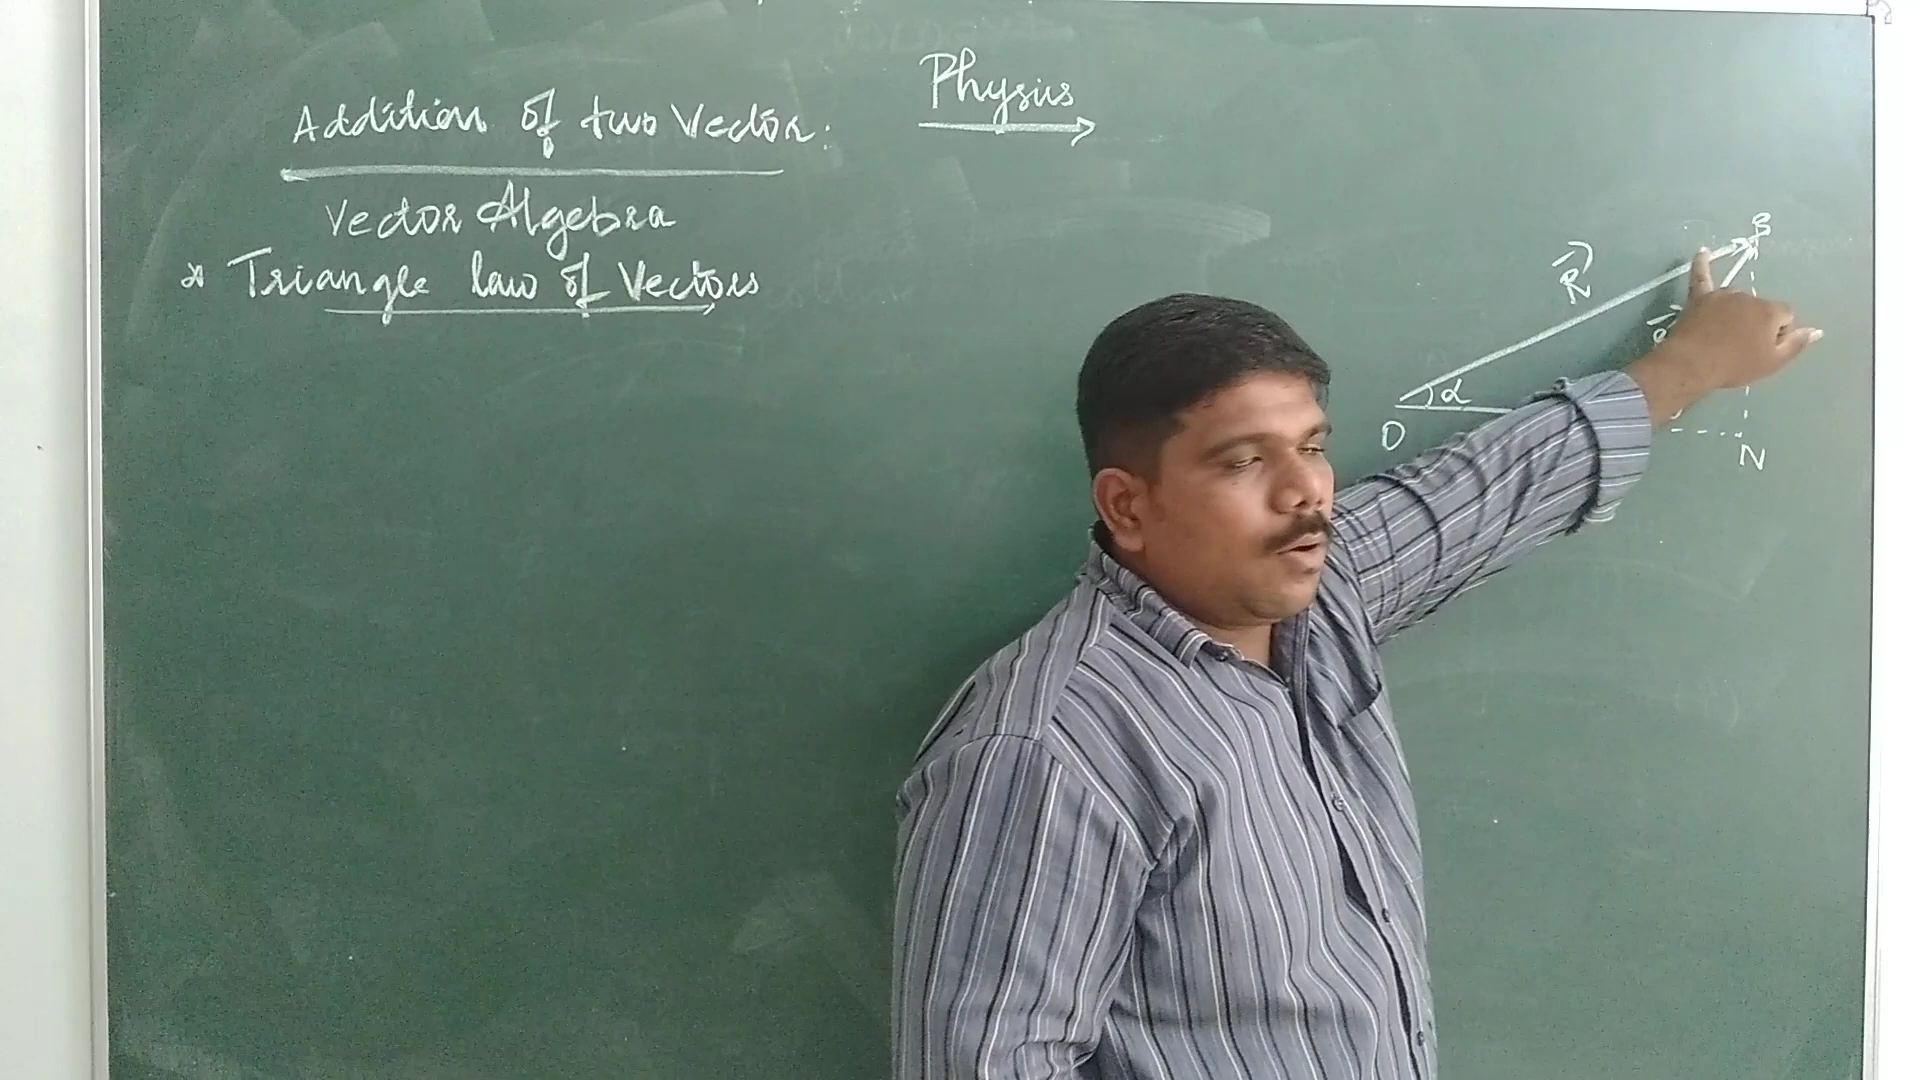 Physics
Addition of two Vector.
Vector Algebra
* Triangle law of Vectors
B
R
α
O
N